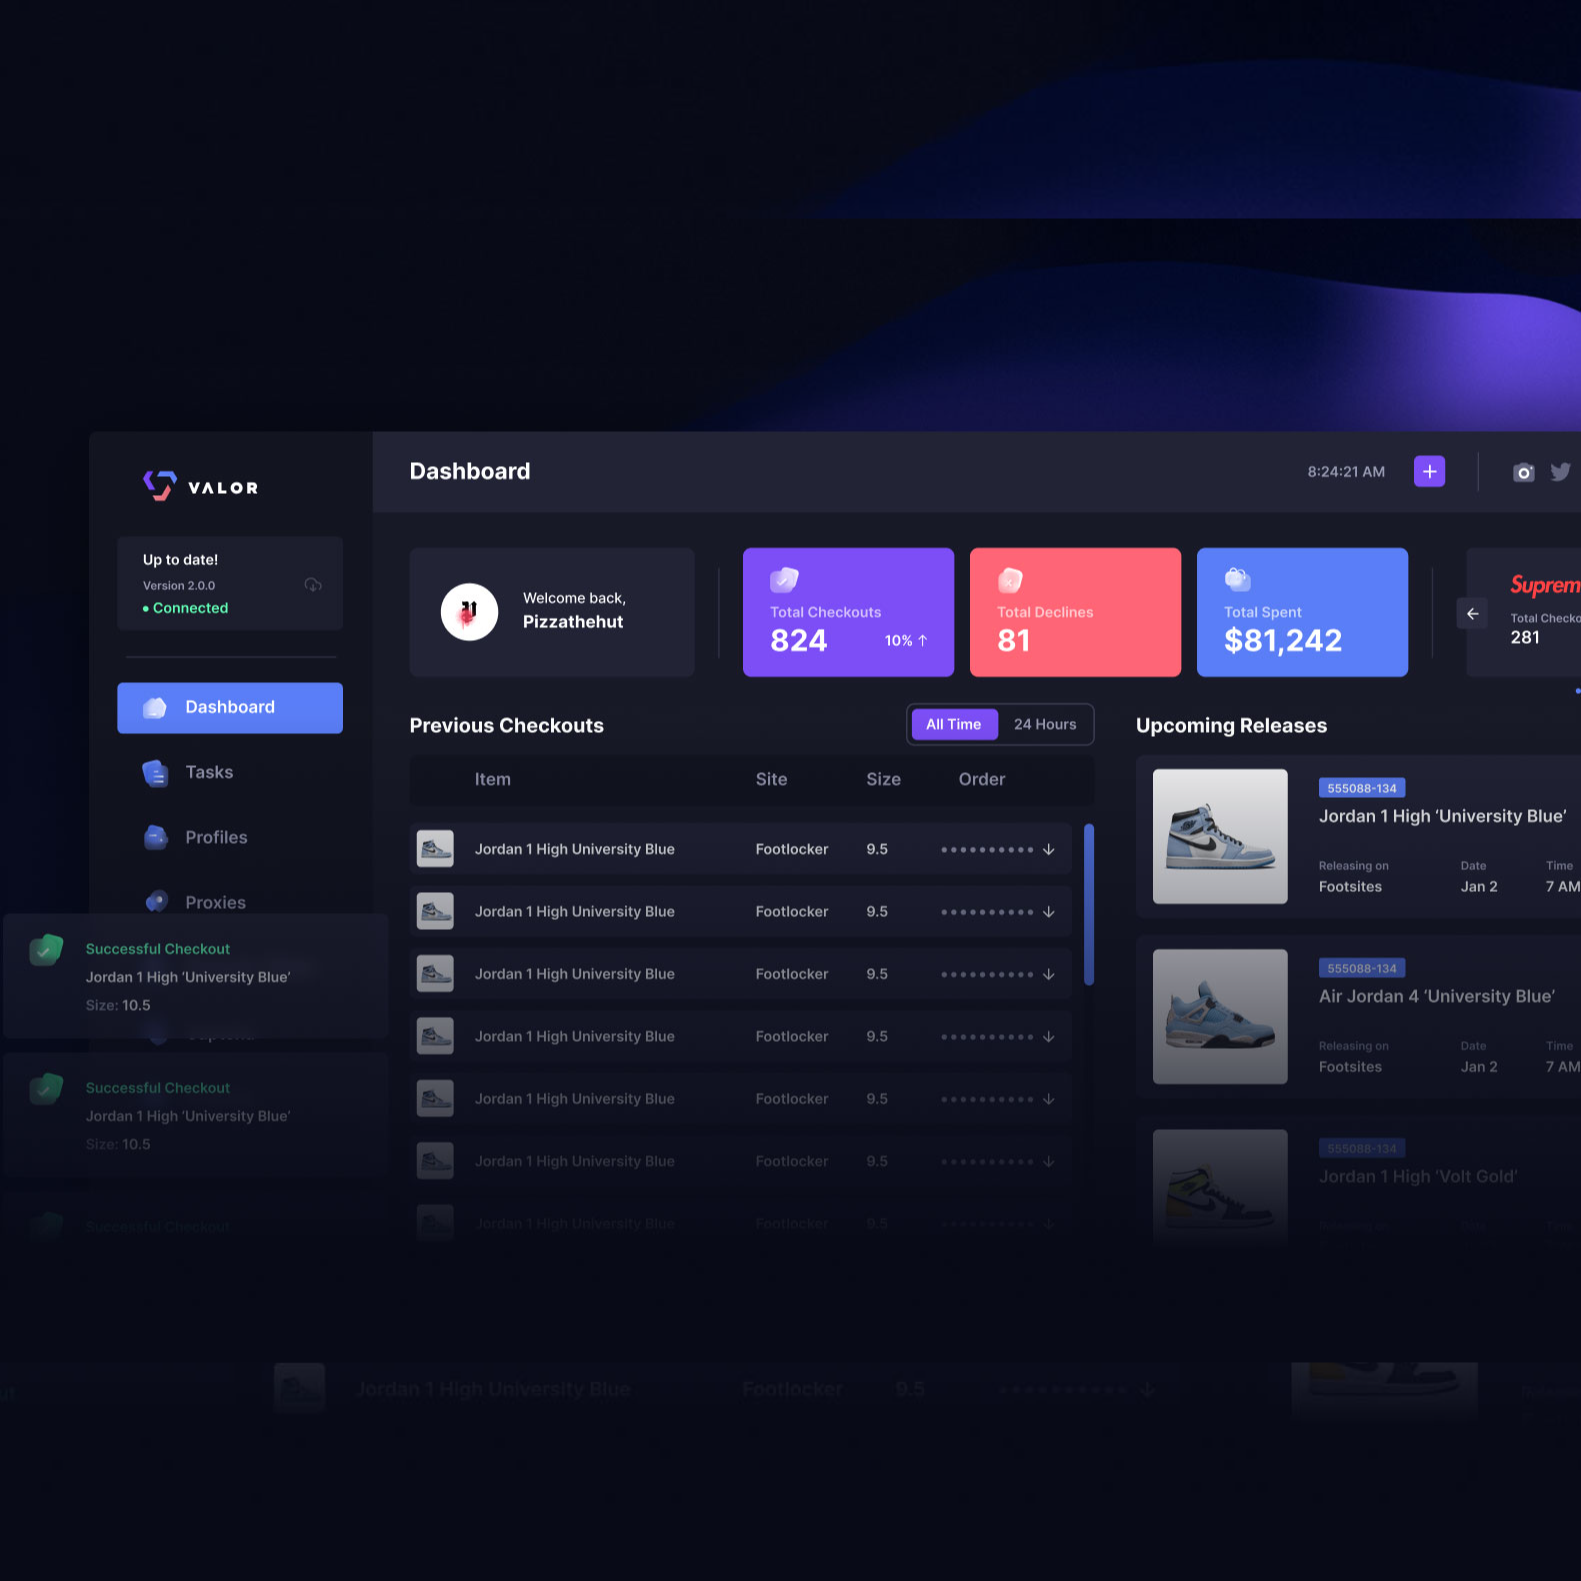 VALOR
Up to date!
Version 2.0.0
Connected
Dashboard
Tasks
Profiles
Proxies
Successful Checkout
Jordan 1 High ‘University Blue’
Size: 10.5
Successful Checkout
Jordan 1 High ‘University Blue’
Size: 10.5
Successful Checkout
Dashboard
8:24:21 AM
Welcome back,
Pizzathehut
Total Checkouts
824
10%
Total Declines
81
Total Spent
$81,242
Total
281
Previous Checkouts
All Time
24 Hours
Item Site Size Order
Jordan 1 High University Blue Footlocker 9.5
Jordan 1 High University Blue Footlocker 9.5
Jordan 1 High University Blue Footlocker 9.5
Jordan 1 High University Blue Footlocker 9.5
Jordan 1 High University Blue Footlocker 9.5
Jordan 1 High University Blue Footlocker 9.5
Jordan 1 High University Blue Footlocker 9.5
Upcoming Releases
555088-134
Jordan 1 High ‘University Blue’
Releasing on Date Time
Footsites Jan 2 7 AM
555088-134
Air Jordan 4 ‘University Blue’
Releasing on Date Time
Footsites Jan 2 7 AM
555088-134
Jordan 1 High ‘Volt Gold’
Jordan 1 High University Blue Footlocker 9.5